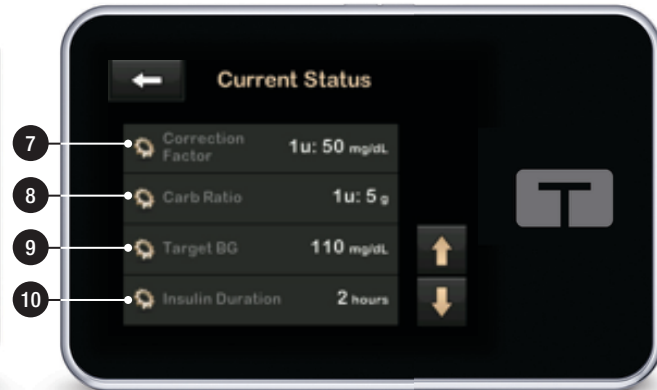 Current Status
7
Correction
Factor
1u: 50 mg/dL
8
Carb Ratio
1u: 5 g
9
Target BG
110 mg/dL
10
Insulin Duration
2 hours
T